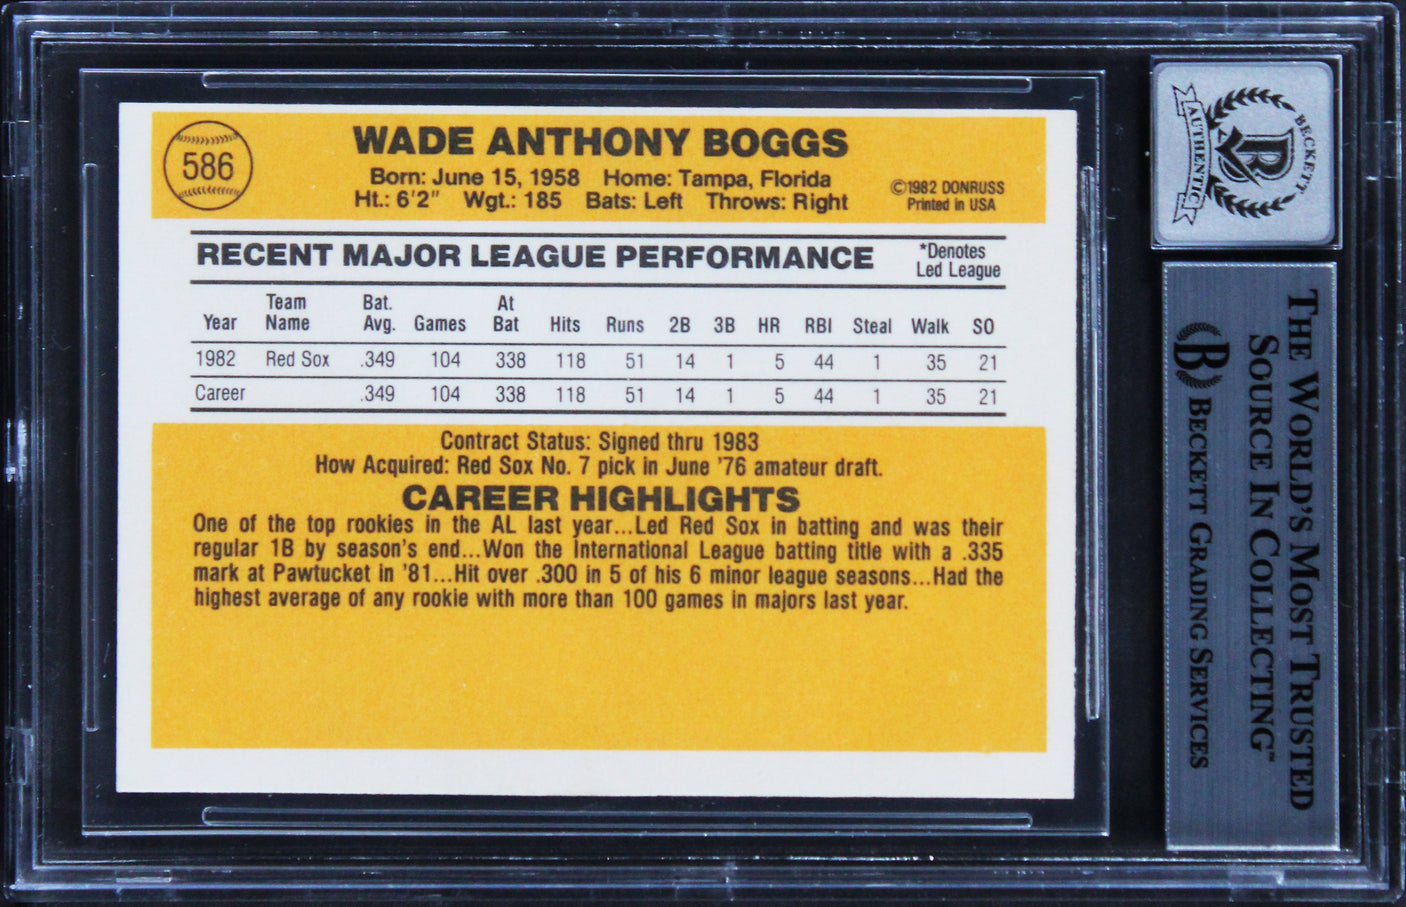 586
WADE ANTHONY BOGGS
Born: June 15, 1958 Home: Tampa, Florida
Ht.: 6'2" Wgt.: 185 Bats: Left Throws: Right
©1982 DONRUSS
Printed in USA
RECENT MAJOR LEAGUE PERFORMANCE
*Denotes
Led League
Team Bat. At
Year Name Avg. Games Bat Hits Runs 2B 3B HR RBI Steal Walk SO
1982 Red Sox .349 104 338 118 51 14 1 5 44 1 35 21
Career .349 104 338 118 51 14 1 5 44 1 35 21
Contract Status: Signed thru 1983
How Acquired: Red Sox No. 7 pick in June '76 amateur draft.
CAREER HIGHLIGHTS
One of the top rookies in the AL last year...Led Red Sox in batting and was their
regular 1B by season's end...Won the International League batting title with a .335
mark at Pawtucket in '81...Hit over .300 in 5 of his 6 minor league seasons...Had the
highest average of any rookie with more than 100 games in majors last year.
BECKETT
AUTHENTIC
THE WORLD'S MOST TRUSTED
SOURCE IN COLLECTING™
B BECKETT GRADING SERVICES